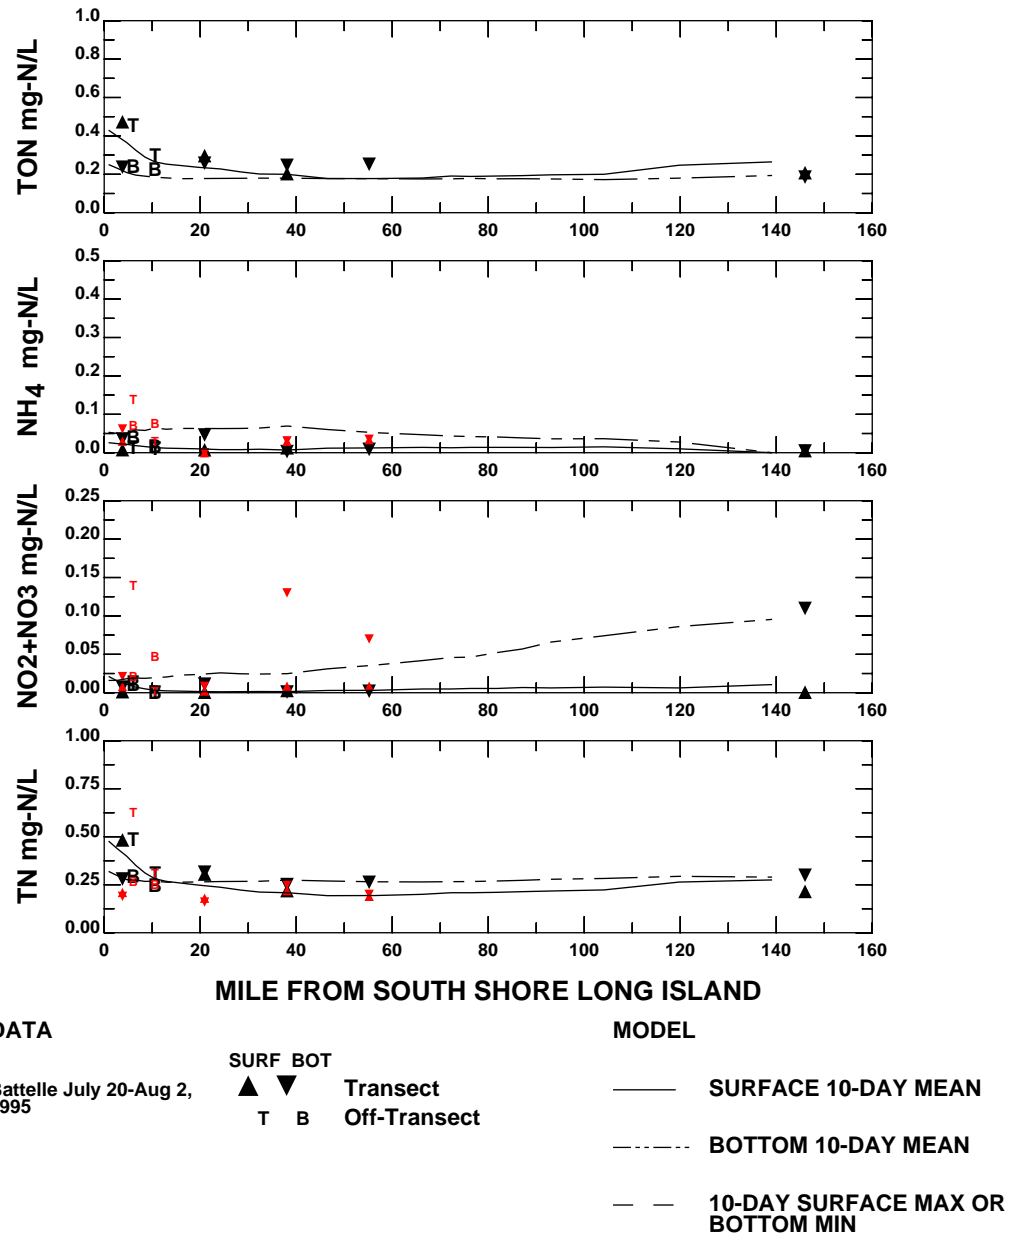 TON mg-N/L
1.0
0.8
0.6
0.4
0.2
0.0
0 20 40 60 80 100 120 140 160
T
B
T
B
NH4 mg-N/L
0.5
0.4
0.3
0.2
0.1
0.0
0 20 40 60 80 100 120 140 160
T
B
B
T
B
T
B
NO2+NO3 mg-N/L
0.25
0.20
0.15
0.10
0.05
0.00
0 20 40 60 80 100 120 140 160
T
B
B
B
B
TN mg-N/L
1.00
0.75
0.50
0.25
0.00
0 20 40 60 80 100 120 140 160
T
T
B
B
T
T
B
B
MILE FROM SOUTH SHORE LONG ISLAND
DATA
MODEL
SURF BOT
Battelle July 20-Aug 2,
1995
Transect
T B Off-Transect
SURFACE 10-DAY MEAN
BOTTOM 10-DAY MEAN
10-DAY SURFACE MAX OR
BOTTOM MIN